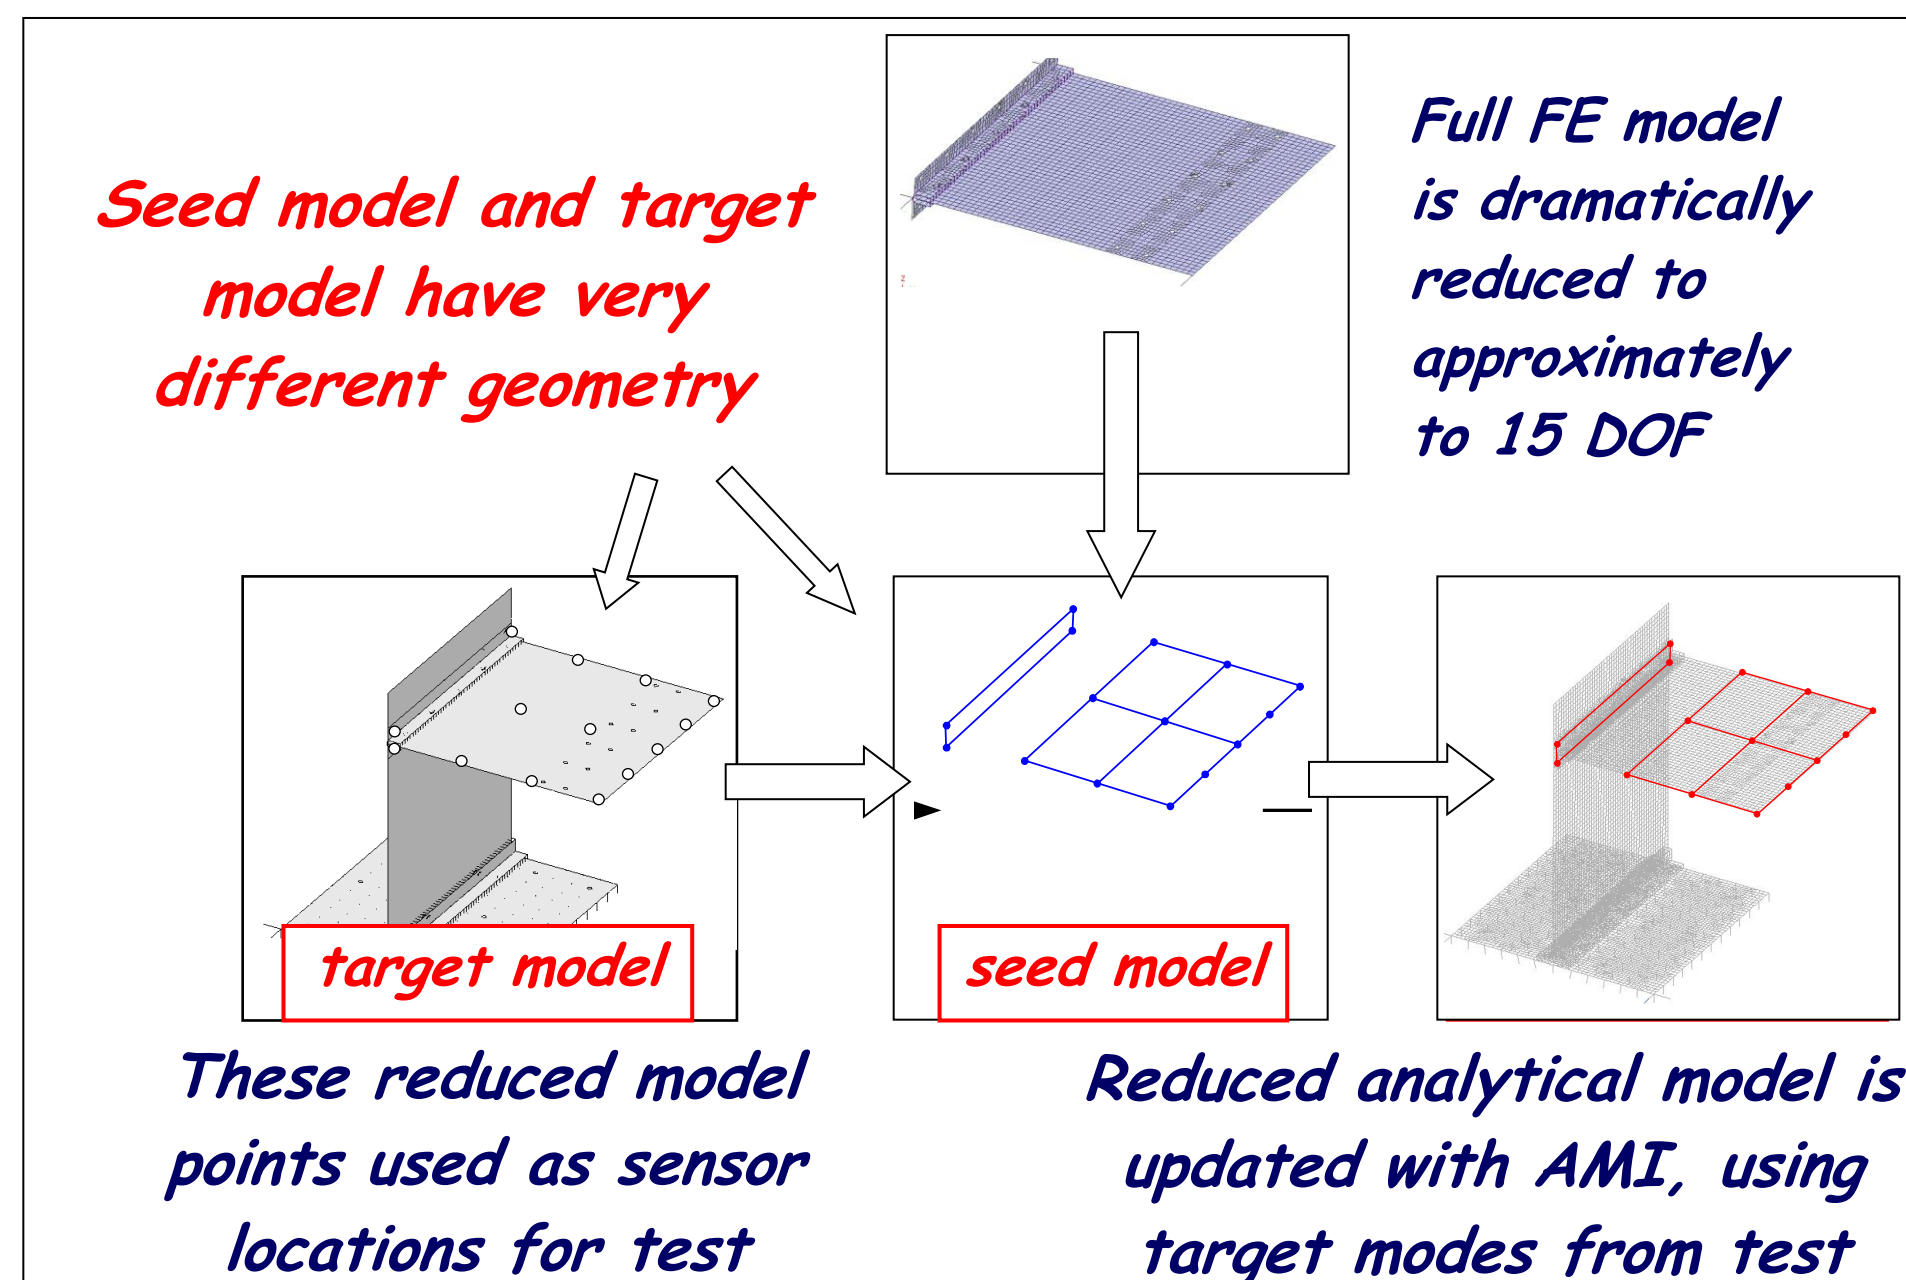 Seed model and target
model have very
different geometry
Full FE model
is dramatically
reduced to
approximately
to 15 DOF
target model
seed model
These reduced model
points used as sensor
locations for test
Reduced analytical model is
updated with AMI, using
target modes from test